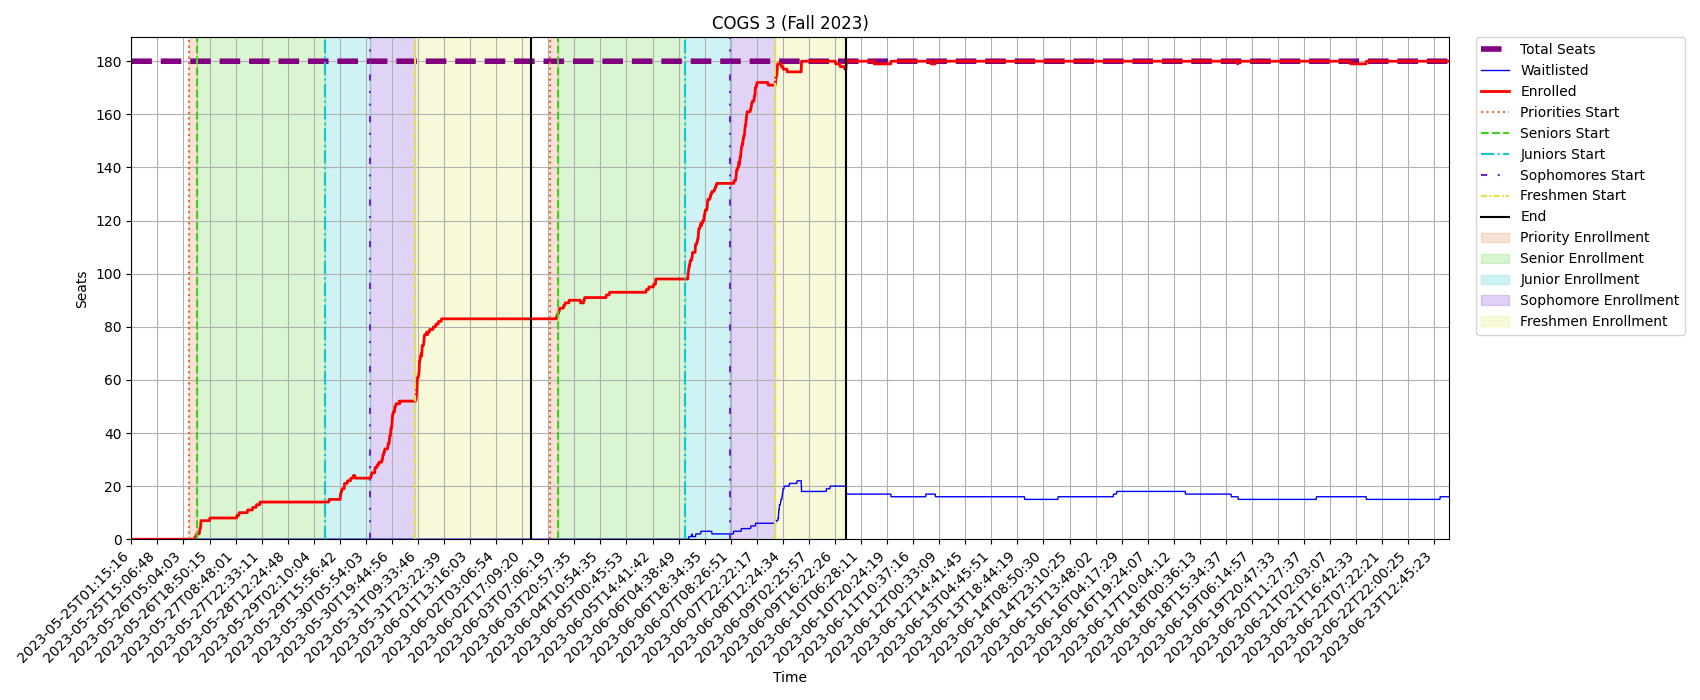 COGS 3 (Fall 2023)
Seats
180
160
140
120
100
80
60
40
20
0
2023-05-25T01:15:16
2023-05-25T15:06:48
2023-05-26T05:04:03
2023-05-26T18:50:15
2023-05-27T08:48:01
2023-05-27T22:33:11
2023-05-28T12:24:48
2023-05-29T02:10:04
2023-05-29T15:56:42
2023-05-30T05:54:03
2023-05-30T19:44:56
2023-05-31T09:33:46
2023-05-31T23:22:39
2023-06-01T13:16:03
2023-06-02T03:06:54
2023-06-02T17:09:20
2023-06-03T07:06:19
2023-06-03T20:57:35
2023-06-04T10:54:35
2023-06-05T00:45:53
2023-06-05T14:41:42
2023-06-06T04:38:49
2023-06-06T18:34:35
2023-06-07T08:26:51
2023-06-07T22:22:17
2023-06-08T12:24:34
2023-06-09T02:25:57
2023-06-09T16:22:26
2023-06-10T06:28:11
2023-06-10T20:24:19
2023-06-11T10:37:16
2023-06-12T00:33:09
2023-06-12T14:41:45
2023-06-13T04:45:51
2023-06-13T18:44:19
2023-06-14T08:50:30
2023-06-14T23:10:25
2023-06-15T13:48:02
2023-06-16T04:17:29
2023-06-16T19:24:07
2023-06-17T10:04:12
2023-06-18T00:36:13
2023-06-18T15:34:37
2023-06-19T06:14:57
2023-06-19T20:47:33
2023-06-20T11:27:37
2023-06-21T02:03:07
2023-06-21T16:42:33
2023-06-22T07:22:21
2023-06-22T22:00:25
2023-06-23T12:45:23
Time
Total Seats
Waitlisted
Enrolled
Priorities Start
Seniors Start
Juniors Start
Sophomores Start
Freshmen Start
End
Priority Enrollment
Senior Enrollment
Junior Enrollment
Sophomore Enrollment
Freshmen Enrollment